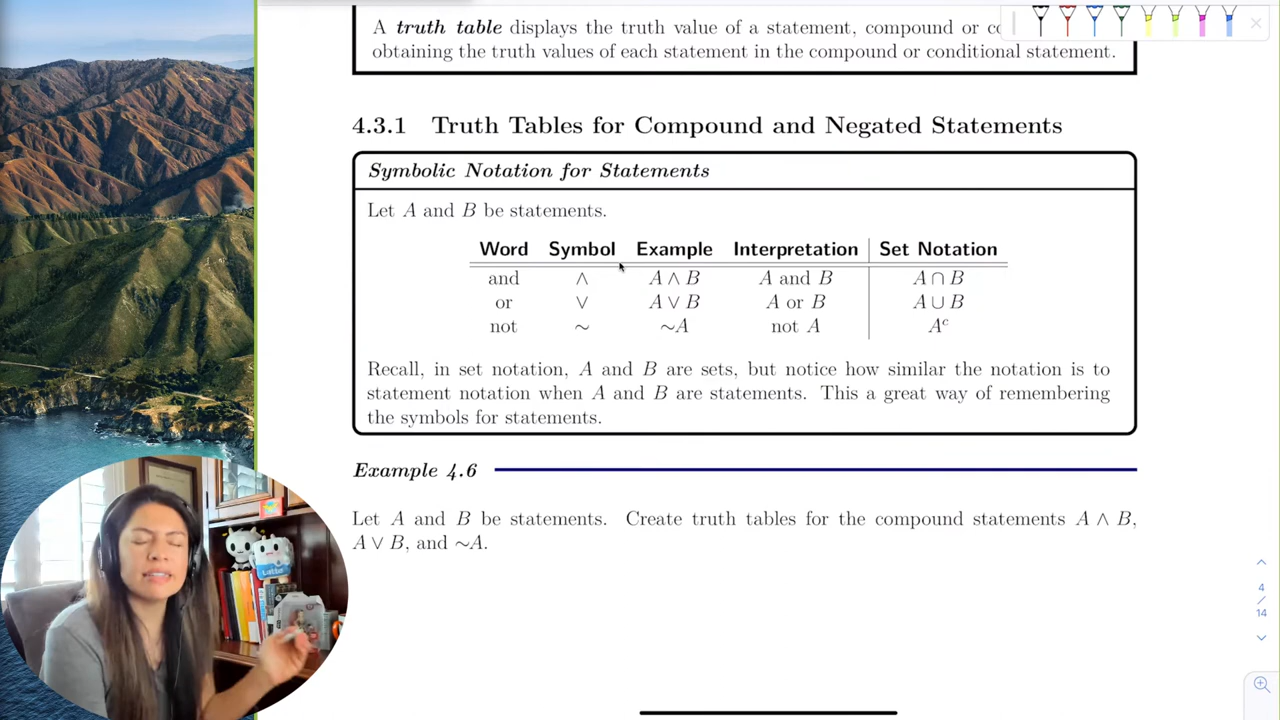 A truth table displays the truth value of a statement, compound or
obtaining the truth values of each statement in the compound or conditional statement.
4.3.1 Truth Tables for Compound and Negated Statements
Symbolic Notation for Statements
Let A and B be statements.
Word Symbol Example Interpretation Set Notation
and ∧ A ∧ B A and B A ∩ B
or ∨ A ∨ B A or B A ∪ B
not ∼ ∼A not A Aᶜ
Recall, in set notation, A and B are sets, but notice how similar the notation is to
statement notation when A and B are statements. This a great way of remembering
the symbols for statements.
Example 4.6
Let A and B be statements. Create truth tables for the compound statements A ∧ B,
A ∨ B, and ∼A.
4
/
14